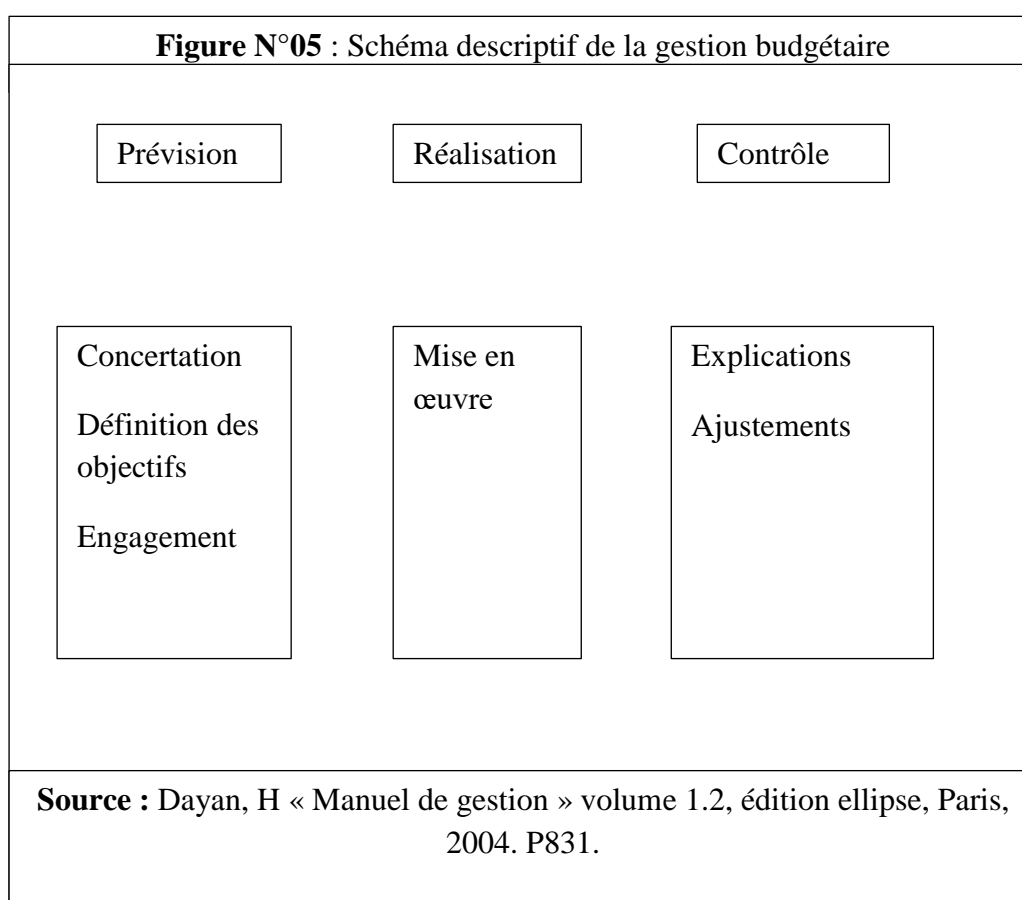 Figure N°05 : Schéma descriptif de la gestion budgétaire
Prévision
Réalisation
Contrôle
Concertation
Définition des
objectifs
Engagement
Mise en
œuvre
Explications
Ajustements
Source : Dayan, H « Manuel de gestion » volume 1.2, édition ellipse, Paris,
2004. P831.